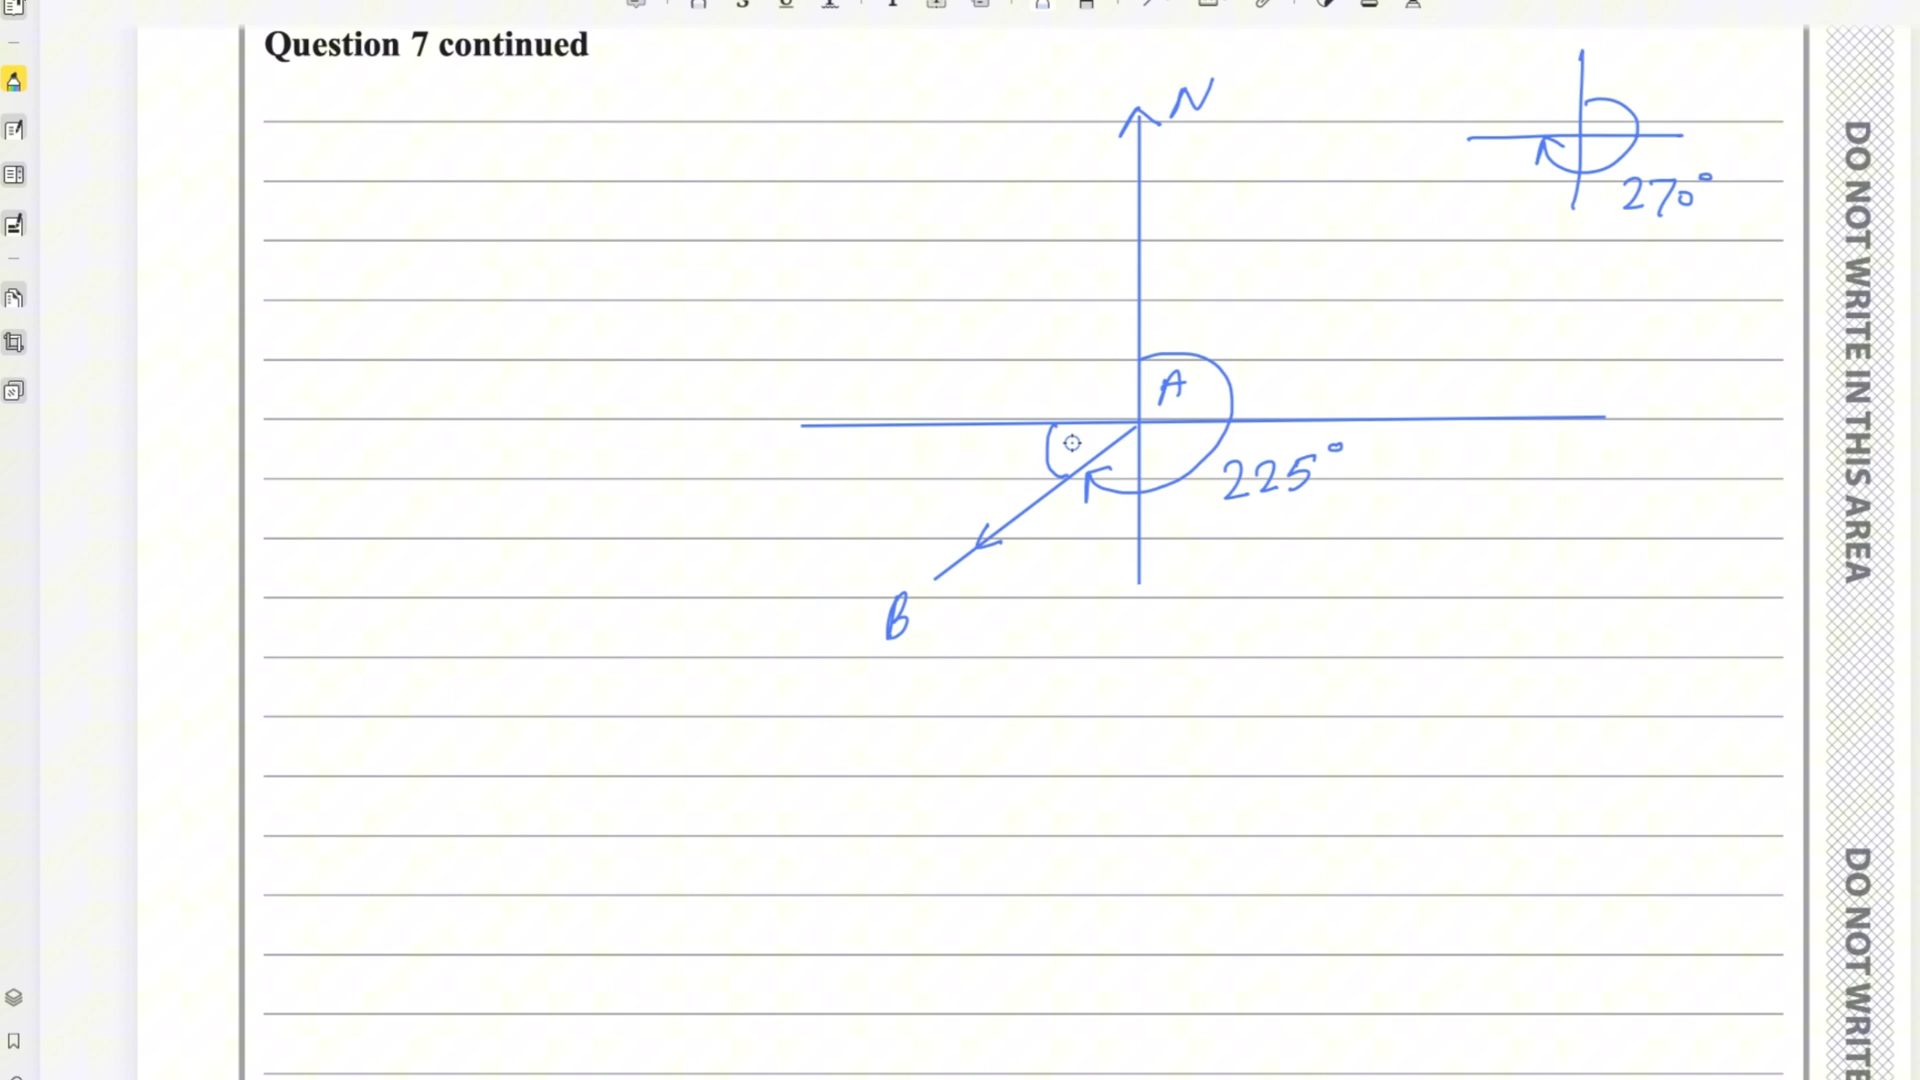 Question 7 continued
N
270°
A
225°
B
DO NOT WRITE IN THIS AREA
DO NOT WRITE